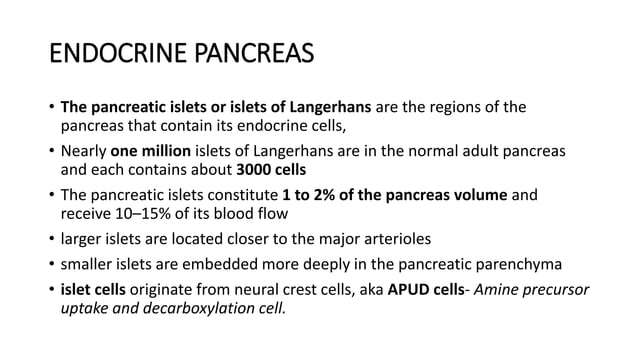 ENDOCRINE PANCREAS
• The pancreatic islets or islets of Langerhans are the regions of the
pancreas that contain its endocrine cells,
• Nearly one million islets of Langerhans are in the normal adult pancreas
and each contains about 3000 cells
• The pancreatic islets constitute 1 to 2% of the pancreas volume and
receive 10–15% of its blood flow
• larger islets are located closer to the major arterioles
• smaller islets are embedded more deeply in the pancreatic parenchyma
• islet cells originate from neural crest cells, aka APUD cells- Amine precursor
uptake and decarboxylation cell.